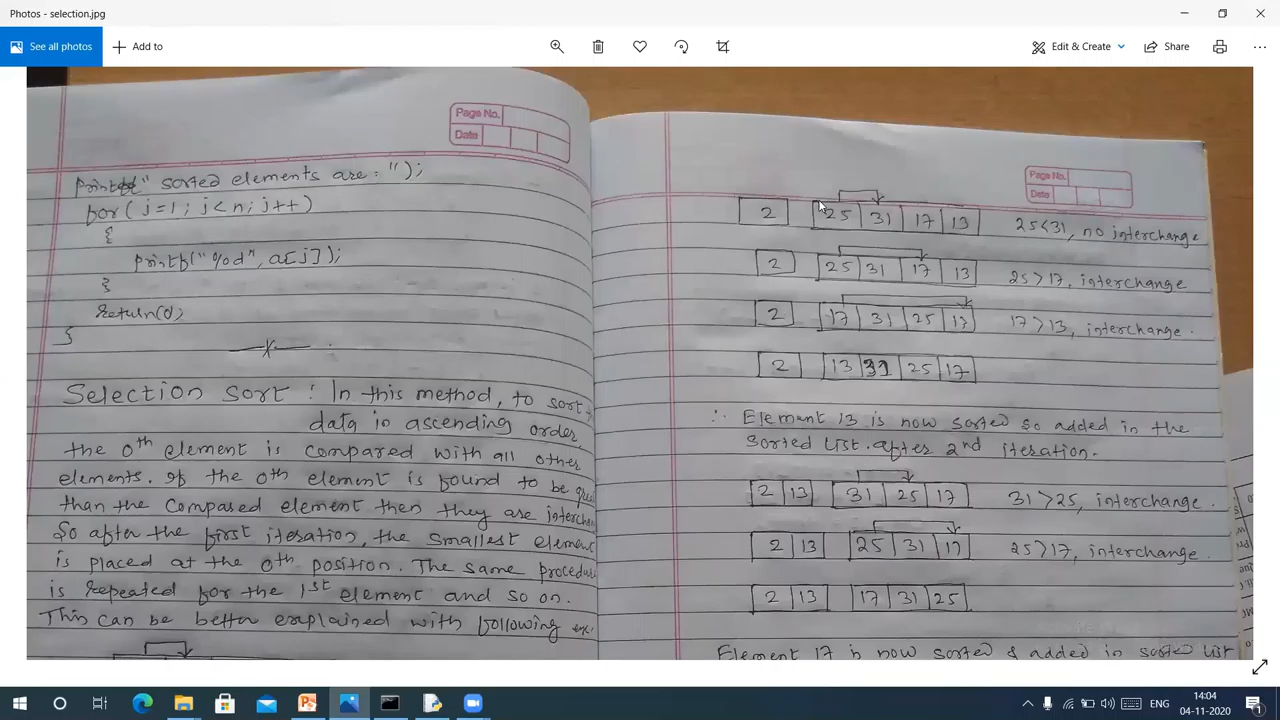 Photos - selection.jpg
See all photos
Add to
Edit & Create
Share
Page No.
Date
printf(" sorted elements are : ");
for( j=1; j<n; j++)
{
printf("%d", a[j]);
}
return(0);
}
Selection Sort : In this method, to sort
data in ascending order
the 0th element is compared with all other
elements. If the 0th element is found to be
than the compared element then they are
So after the first iteration, the smallest element
is placed at the 0th position. The same procedure
is repeated for the 1st element and so on.
This can be better explained with following
Page No.
Date
2 25 31 17 13 25<31, no interchange
2 25 31 17 13 25>17, interchange
2 17 31 25 13 17>13, interchange.
2 13 31 25 17
∴ Element 13 is now sorted so added in the
sorted list. after 2nd iteration.
2 13 31 25 17 31>25, interchange.
2 13 25 31 17 25>17, interchange.
2 13 17 31 25
Element 17 is now sorted & added in sorted list
ENG
14:04
04-11-2020